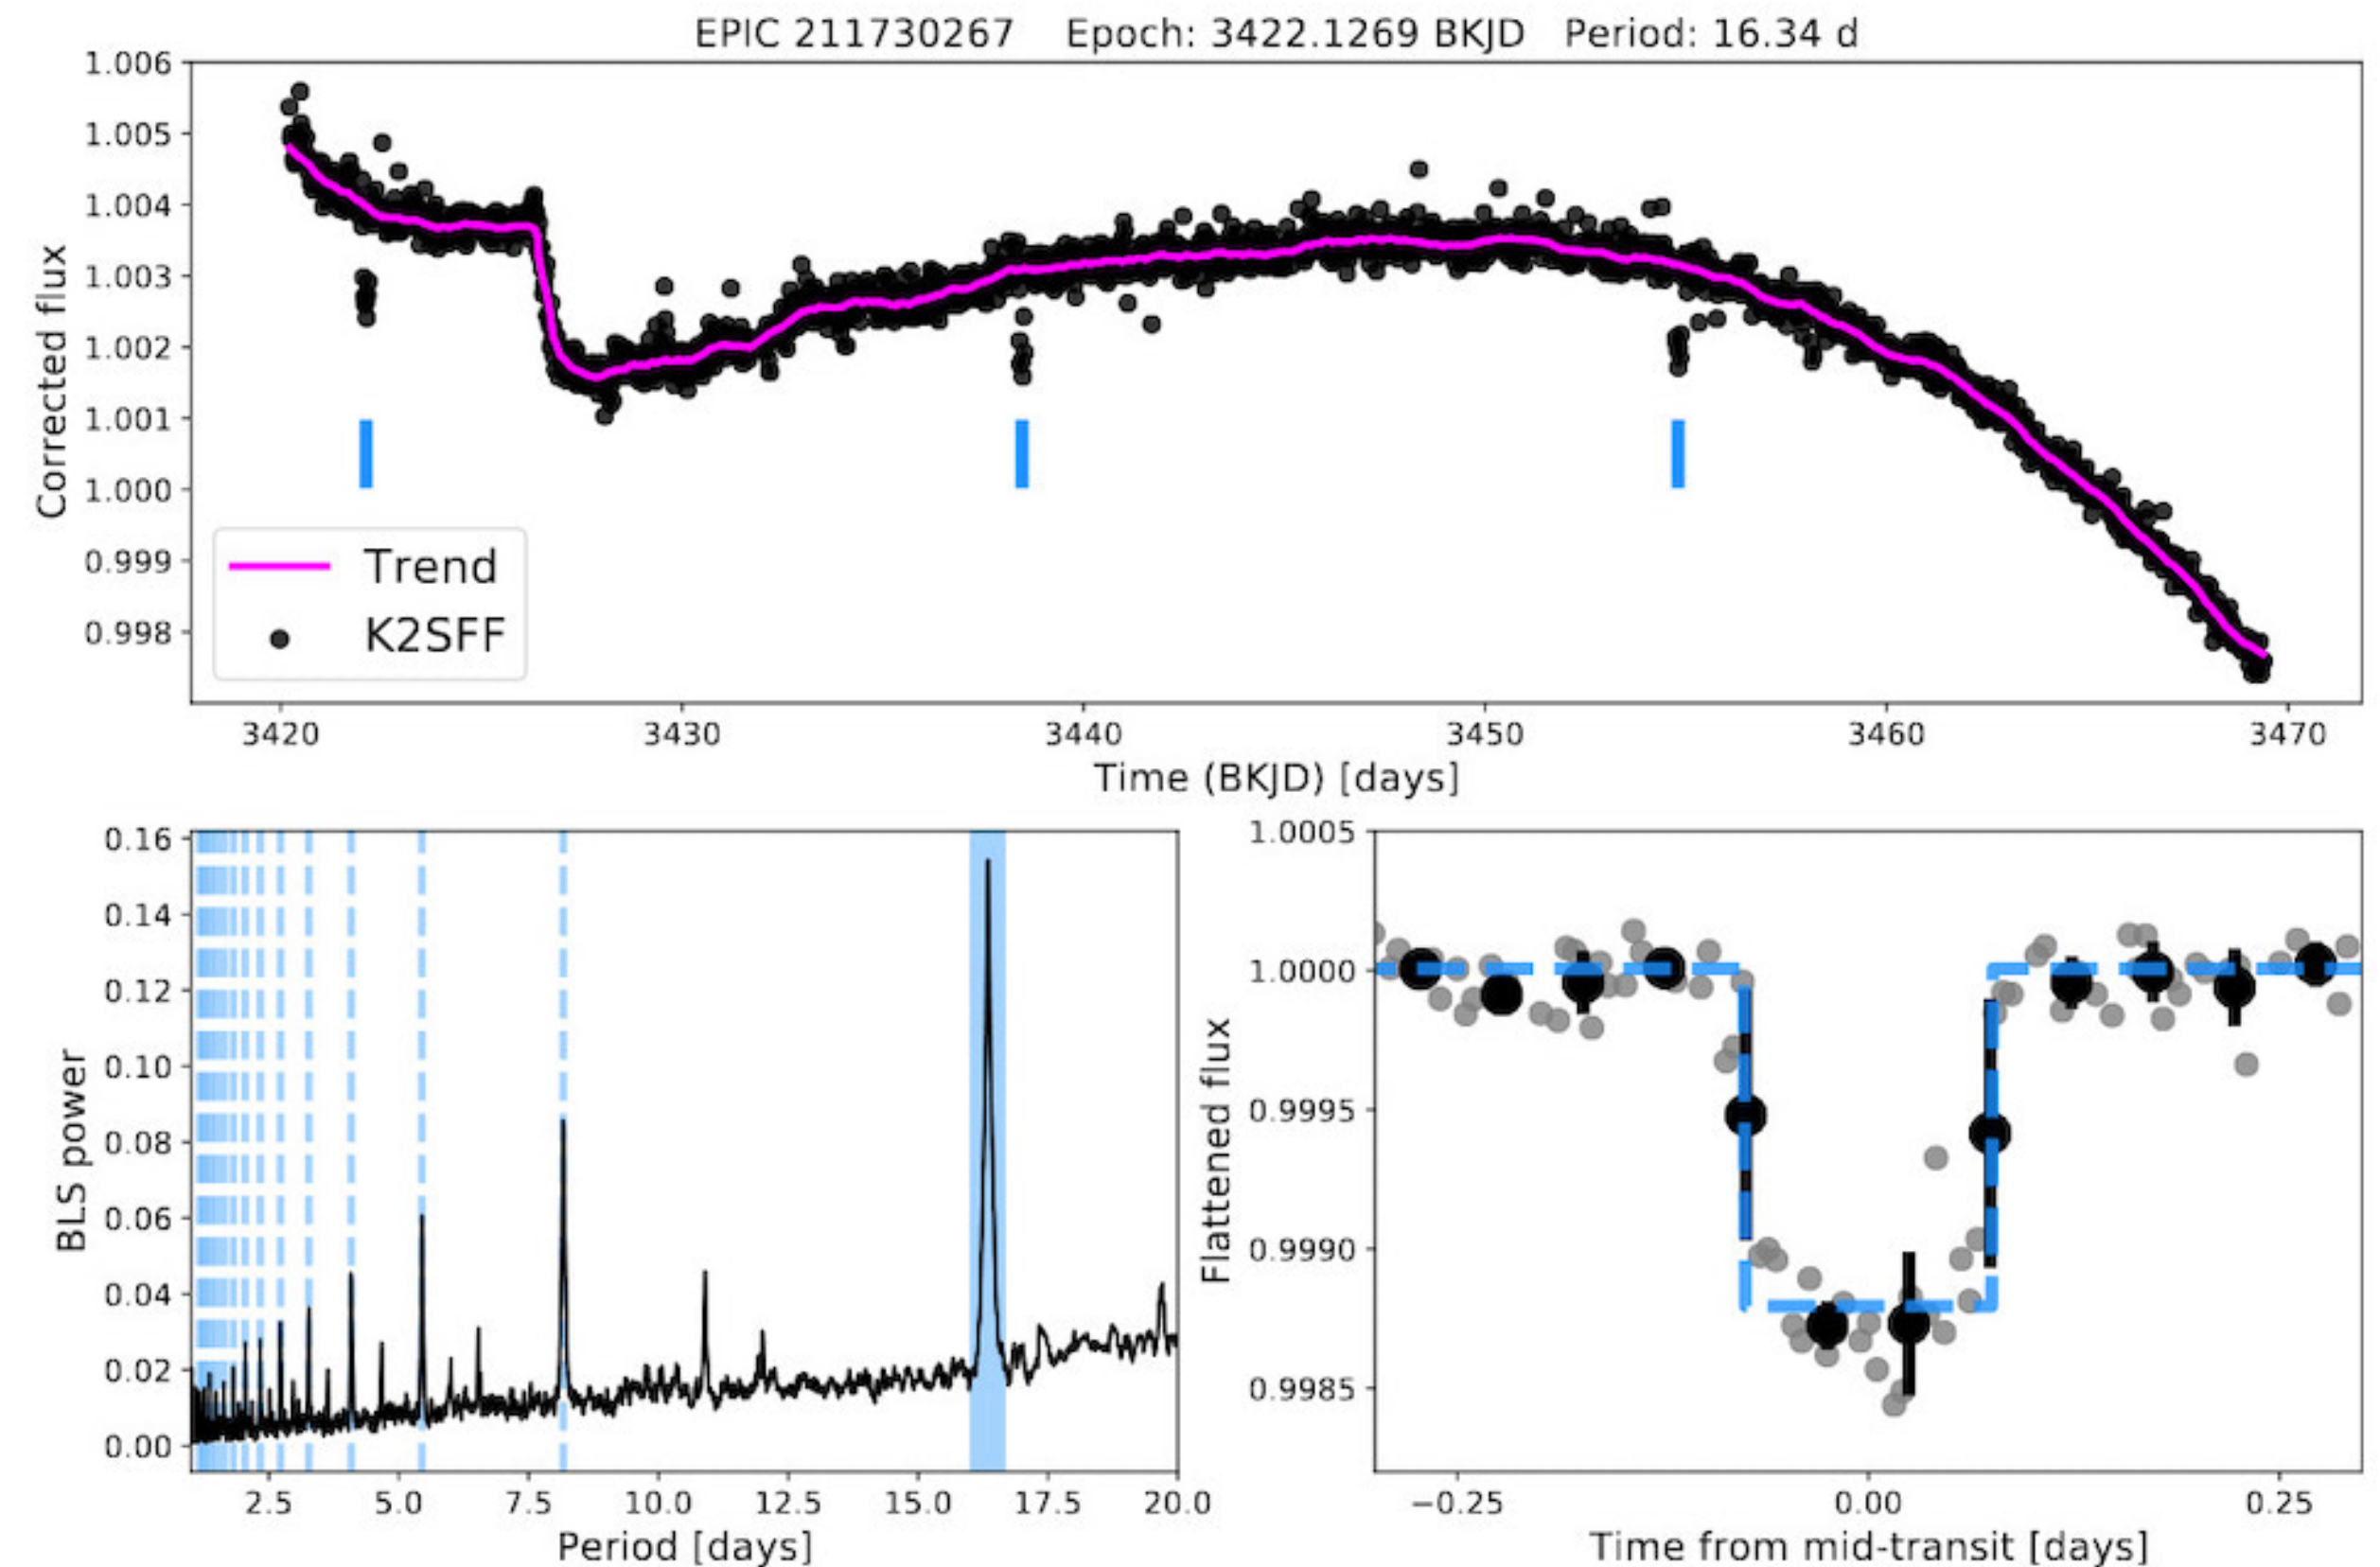 EPIC 211730267 Epoch: 3422.1269 BKJD Period: 16.34 d
1.006
1.005
1.004
1.003
1.002
1.001
1.000
0.999
0.998
Corrected flux
Trend
K2SFF
3420 3430 3440 3450 3460 3470
Time (BKJD) [days]
0.16
0.14
0.12
0.10
0.08
0.06
0.04
0.02
0.00
BLS power
2.5 5.0 7.5 10.0 12.5 15.0 17.5 20.0
Period [days]
1.0005
1.0000
0.9995
0.9990
0.9985
Flattened flux
−0.25 0.00 0.25
Time from mid-transit [days]